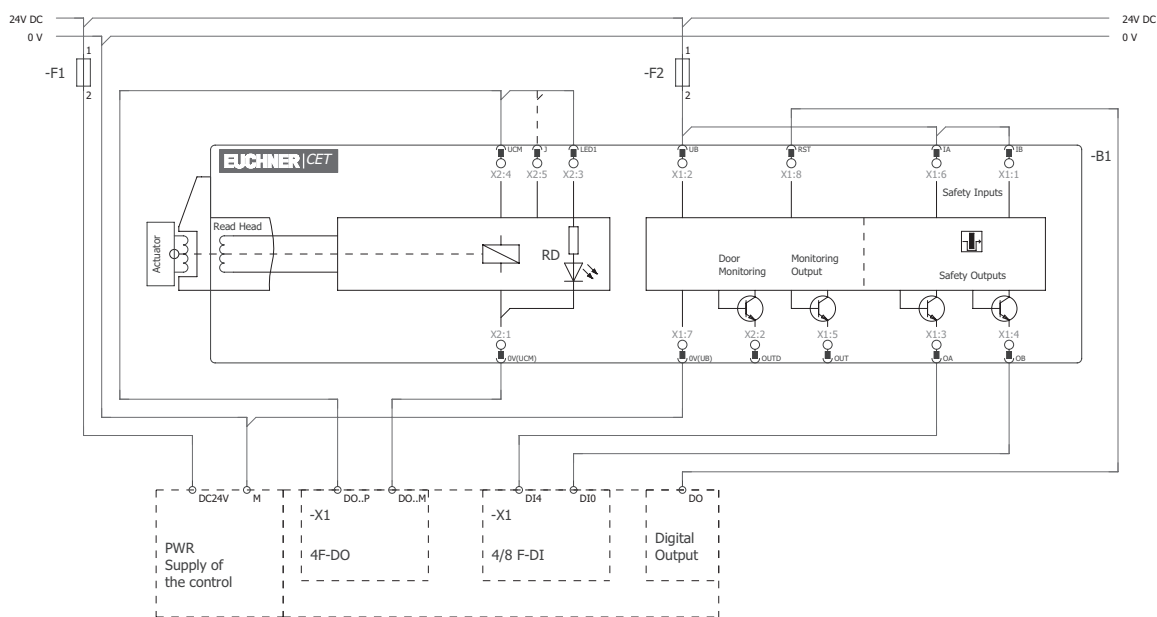 24V DC
24V DC
0 V
0 V
-F1
1
2
-F2
1
2
EUCHNER CET
UCM
J
LED1
UB
RST
IA
IB
-B1
X2:4
X2:5
X2:3
X1:2
X1:8
X1:6
X1:1
Safety Inputs
Read Head
Actuator
RD
Door
Monitoring
Monitoring
Output
Safety Outputs
X2:1
X1:7
X2:2
X1:5
X1:3
X1:4
0V(UCM)
0V(UB)
OUTD
OUT
OA
OB
DC24V
M
DO..P
DO..M
DI4
DI0
DO
-X1
-X1
PWR
Supply of
the control
4F-DO
4/8 F-DI
Digital
Output